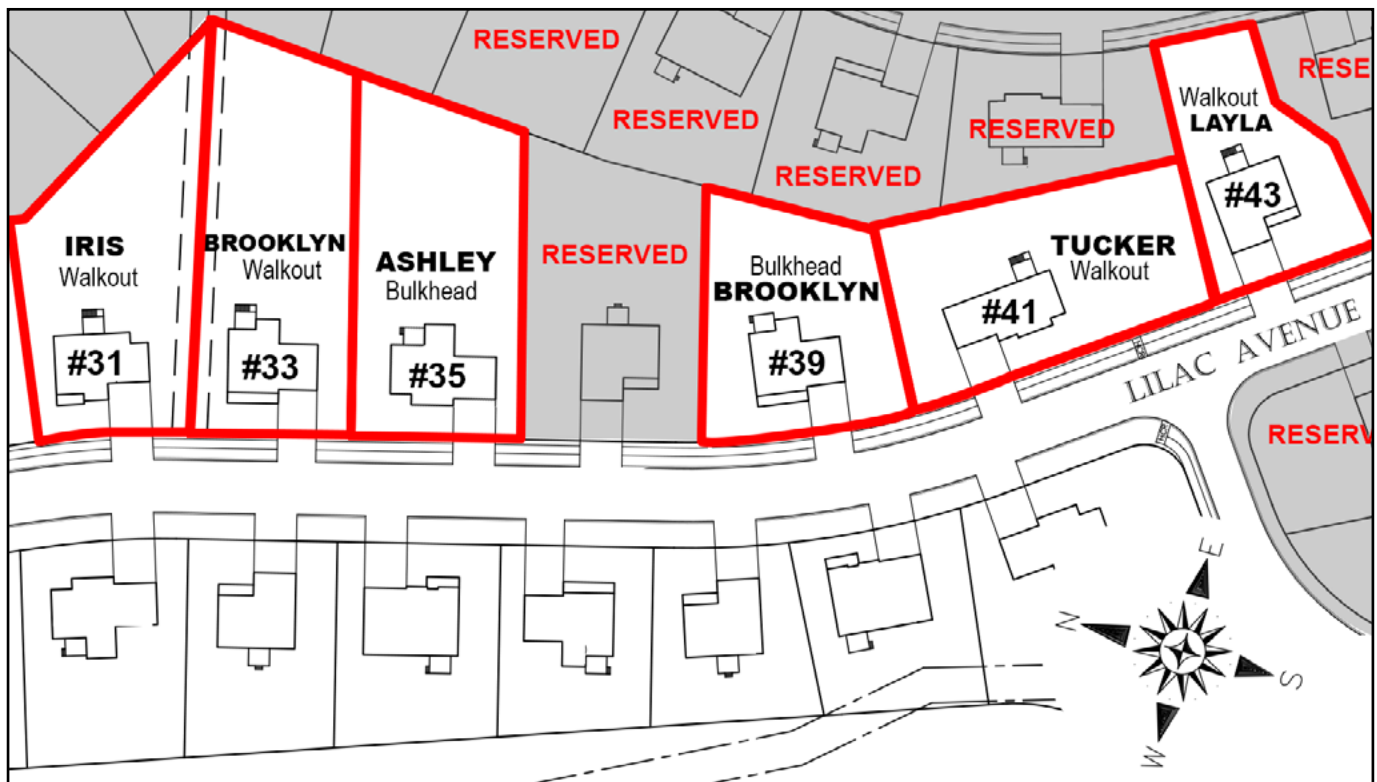 RESERVED
RESERVED
RESERVED
RESERVED
RESE
Walkout
LAYLA
#43
IRIS
Walkout
#31
BROOKLYN
Walkout
#33
ASHLEY
Bulkhead
#35
RESERVED
Bulkhead
BROOKLYN
#39
TUCKER
Walkout
#41
LILAC AVENUE
RESERV
N
E
S
W